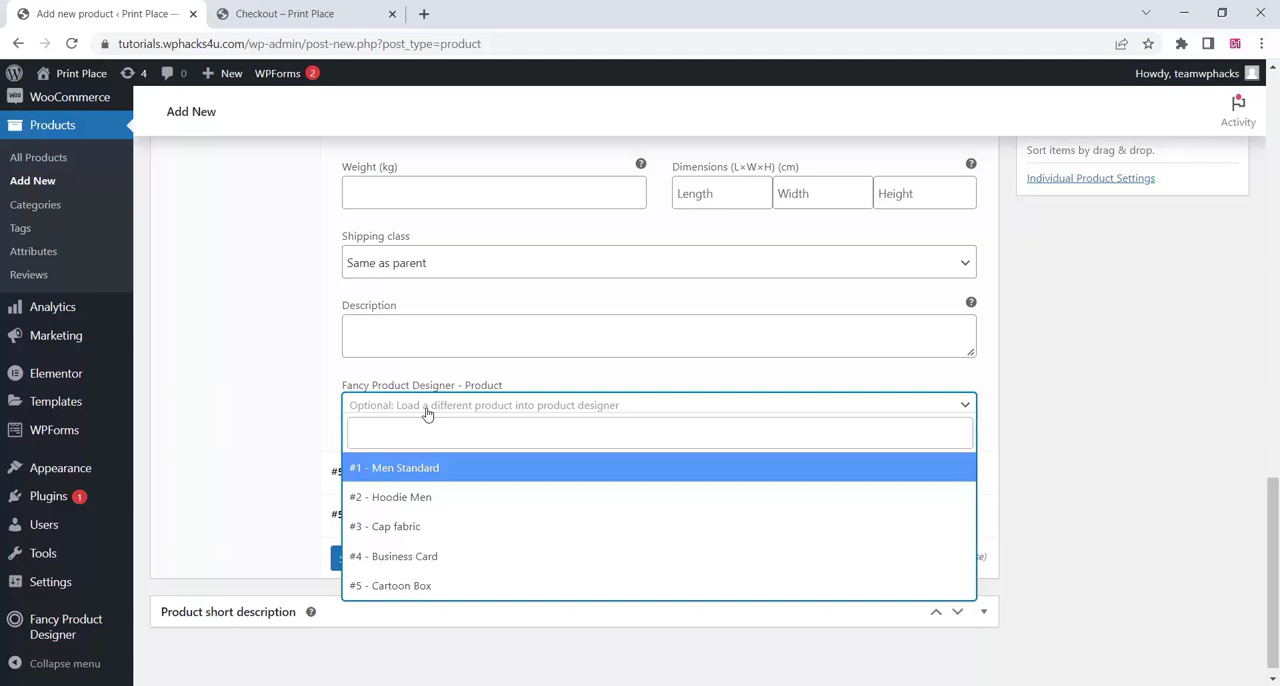 Add new product ‹ Print Place —
Checkout – Print Place
tutorials.wphacks4u.com/wp-admin/post-new.php?post_type=product
Print Place
4
0
New
WPForms 2
Howdy, teamwphacks
WooCommerce
Products
All Products
Add New
Categories
Tags
Attributes
Reviews
Analytics
Marketing
Elementor
Templates
WPForms
Appearance
Plugins 1
Users
Tools
Settings
Fancy Product
Designer
Collapse menu
Add New
Activity
Sort items by drag & drop.
Individual Product Settings
Weight (kg)
Dimensions (L×W×H) (cm)
Length
Width
Height
Shipping class
Same as parent
Description
Fancy Product Designer - Product
Optional: Load a different product into product designer
#1 - Men Standard
#2 - Hoodie Men
#3 - Cap fabric
#4 - Business Card
#5 - Cartoon Box
Product short description